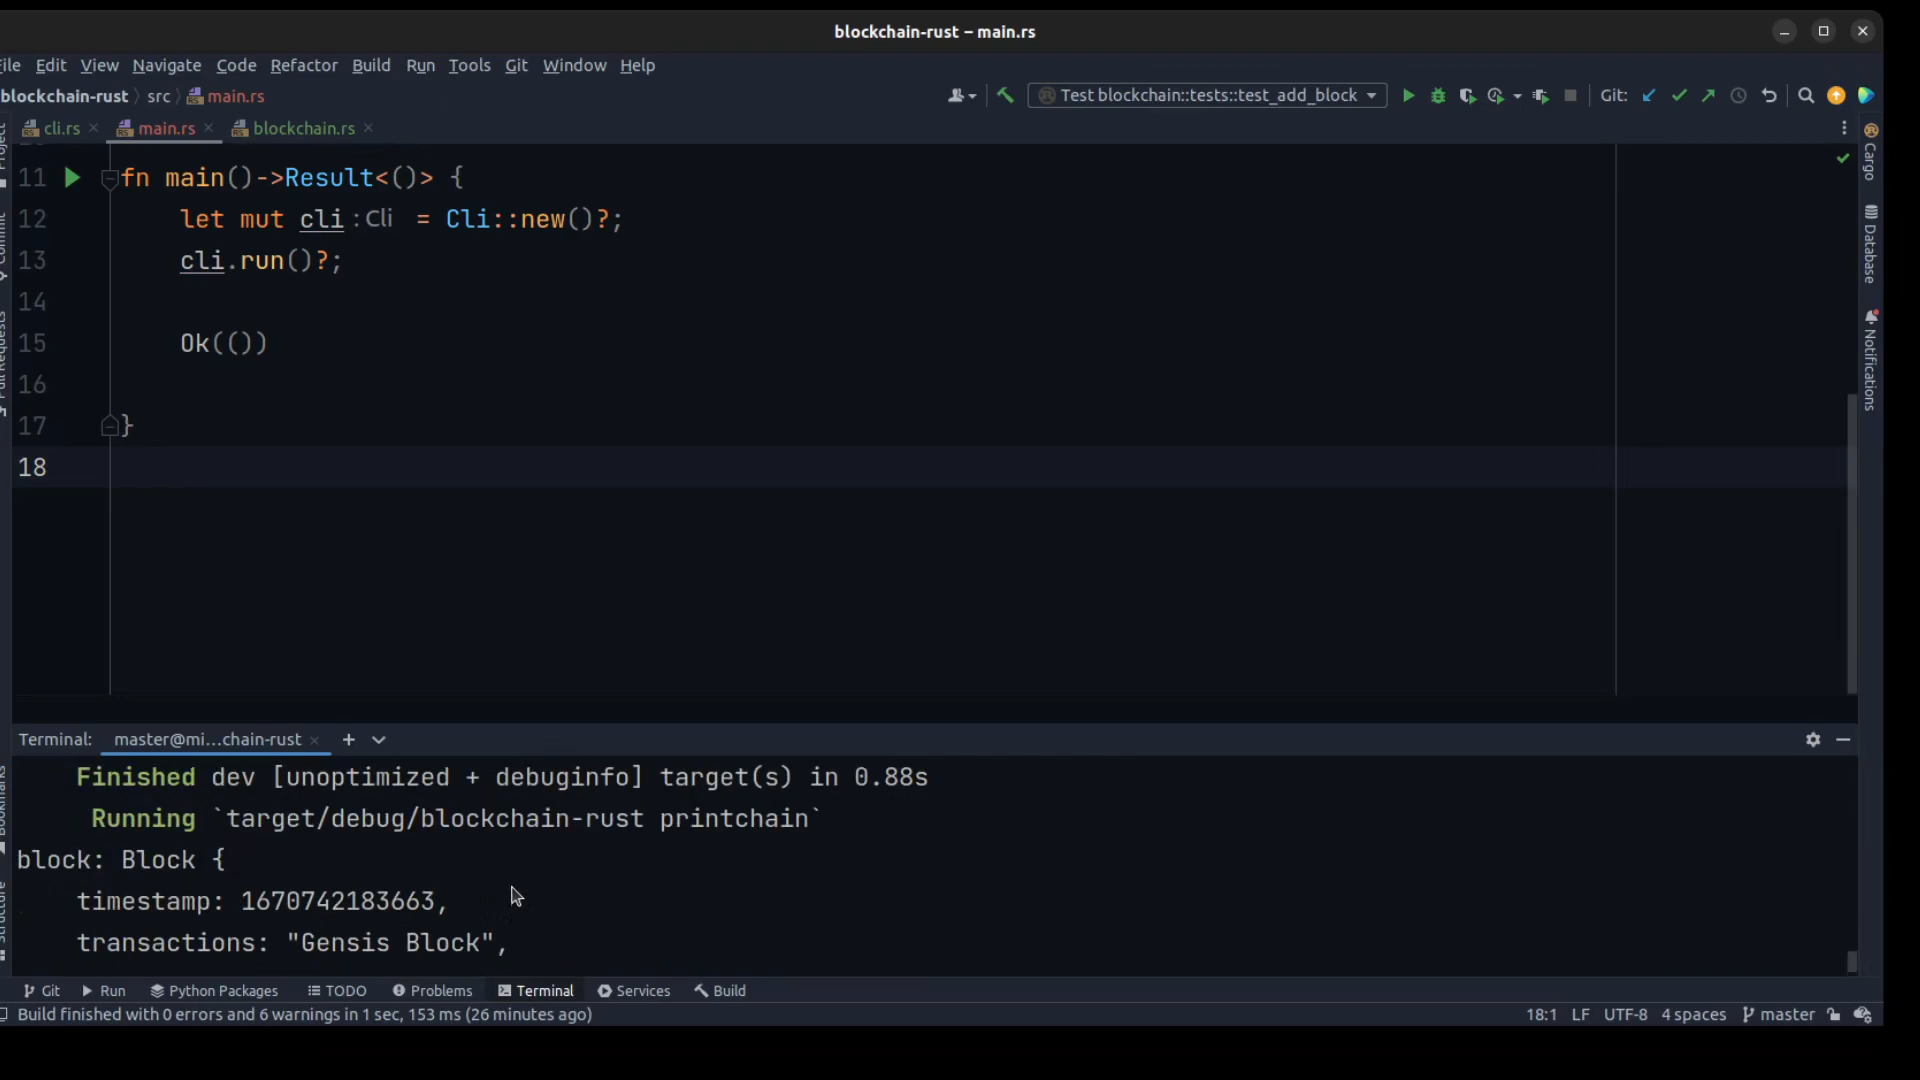 blockchain-rust – main.rs
File Edit View Navigate Code Refactor Build Run Tools Git Window Help
blockchain-rust src main.rs Test blockchain::tests::test_add_block Git:
cli.rs main.rs blockchain.rs
11 fn main()->Result<()> {
12 let mut cli : Cli = Cli::new()?;
13 cli.run()?;
14
15 Ok(())
16
17 }
18
Project
Commit
Pull Requests
Bookmarks
Structure
Cargo
Database
Notifications
Terminal: master@mi...chain-rust
Finished dev [unoptimized + debuginfo] target(s) in 0.88s
Running `target/debug/blockchain-rust printchain`
block: Block {
timestamp: 1670742183663,
transactions: "Gensis Block",
Git Run Python Packages TODO Problems Terminal Services Build
Build finished with 0 errors and 6 warnings in 1 sec, 153 ms (26 minutes ago) 18:1 LF UTF-8 4 spaces master